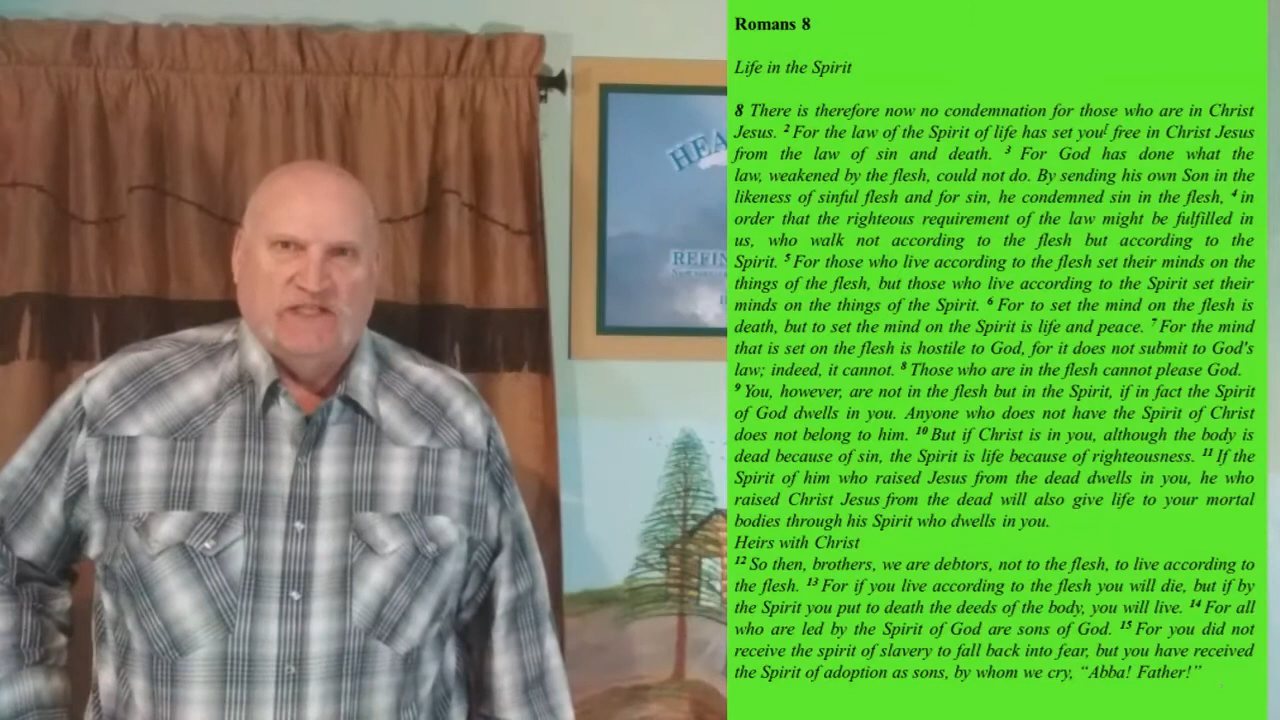 Romans 8
Life in the Spirit
8 There is therefore now no condemnation for those who are in Christ
Jesus. 2 For the law of the Spirit of life has set you[ free in Christ Jesus
from the law of sin and death. 3 For God has done what the
law, weakened by the flesh, could not do. By sending his own Son in the
likeness of sinful flesh and for sin, he condemned sin in the flesh, 4 in
order that the righteous requirement of the law might be fulfilled in
us, who walk not according to the flesh but according to the
Spirit. 5 For those who live according to the flesh set their minds on the
things of the flesh, but those who live according to the Spirit set their
minds on the things of the Spirit. 6 For to set the mind on the flesh is
death, but to set the mind on the Spirit is life and peace. 7 For the mind
that is set on the flesh is hostile to God, for it does not submit to God's
law; indeed, it cannot. 8 Those who are in the flesh cannot please God.
9 You, however, are not in the flesh but in the Spirit, if in fact the Spirit
of God dwells in you. Anyone who does not have the Spirit of Christ
does not belong to him. 10 But if Christ is in you, although the body is
dead because of sin, the Spirit is life because of righteousness. 11 If the
Spirit of him who raised Jesus from the dead dwells in you, he who
raised Christ Jesus from the dead will also give life to your mortal
bodies through his Spirit who dwells in you.
Heirs with Christ
12 So then, brothers, we are debtors, not to the flesh, to live according to
the flesh. 13 For if you live according to the flesh you will die, but if by
the Spirit you put to death the deeds of the body, you will live. 14 For all
who are led by the Spirit of God are sons of God. 15 For you did not
receive the spirit of slavery to fall back into fear, but you have received
the Spirit of adoption as sons, by whom we cry, “Abba! Father!”
HEA
REFIN